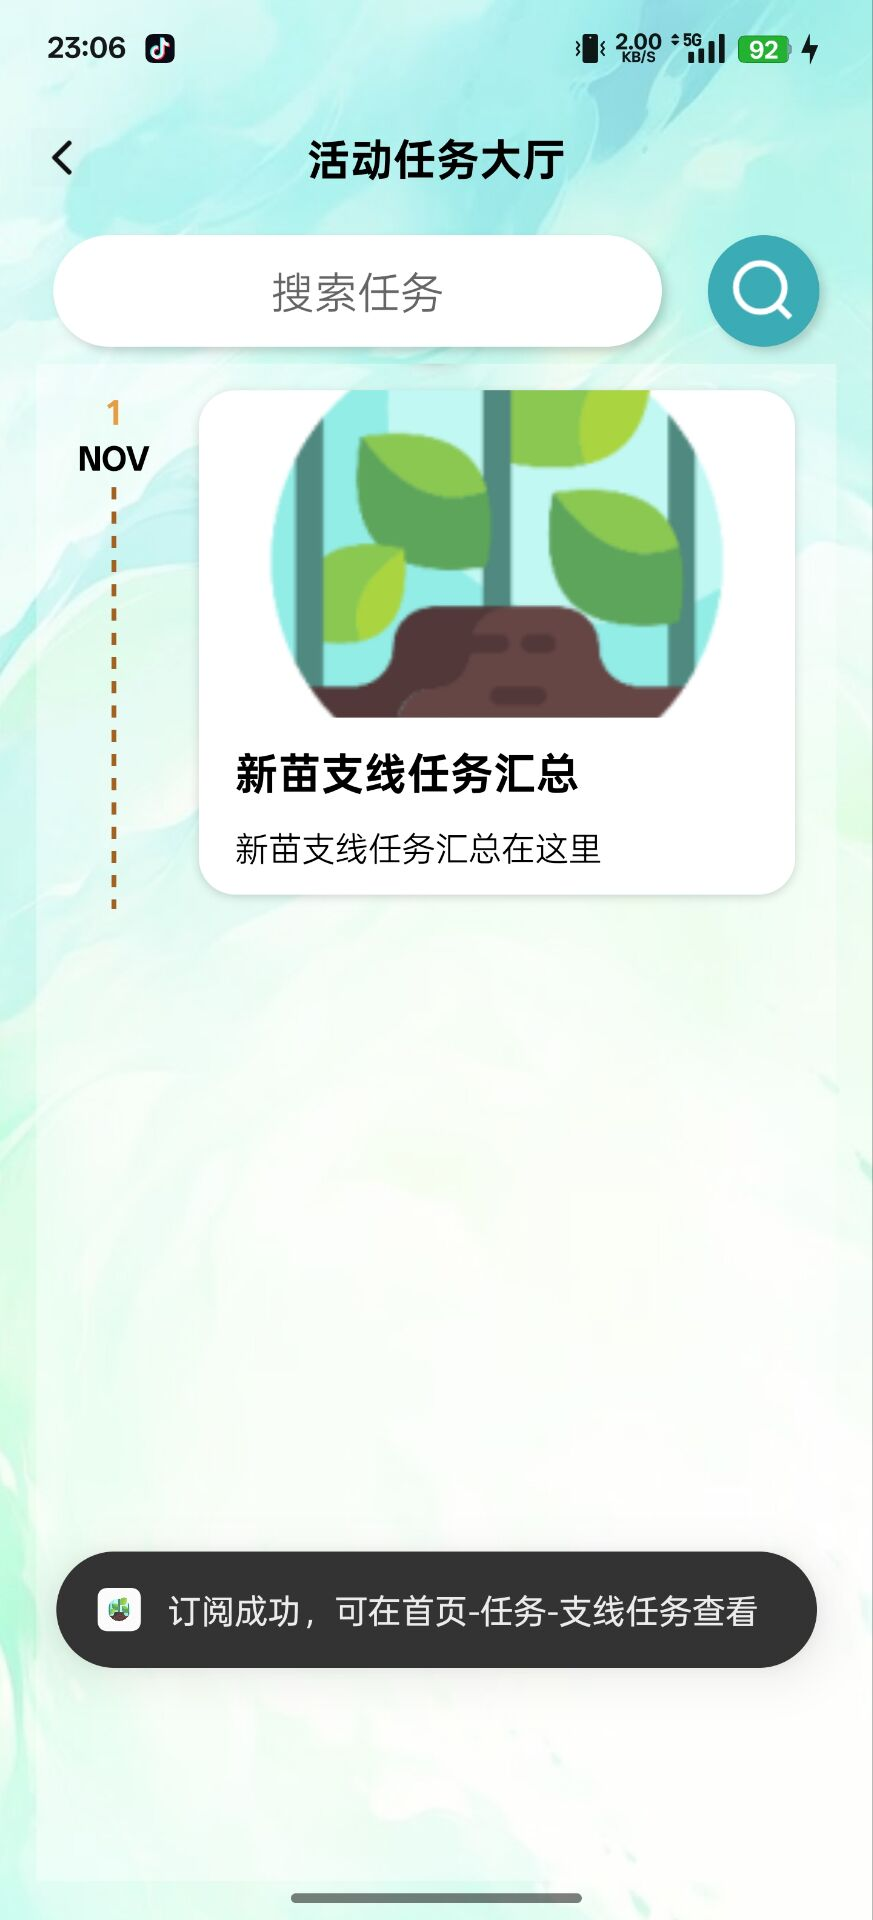 23:06
2.00
KB/S
5G
92
活动任务大厅
搜索任务
1
NOV
新苗支线任务汇总
新苗支线任务汇总在这里
订阅成功，可在首页-任务-支线任务查看